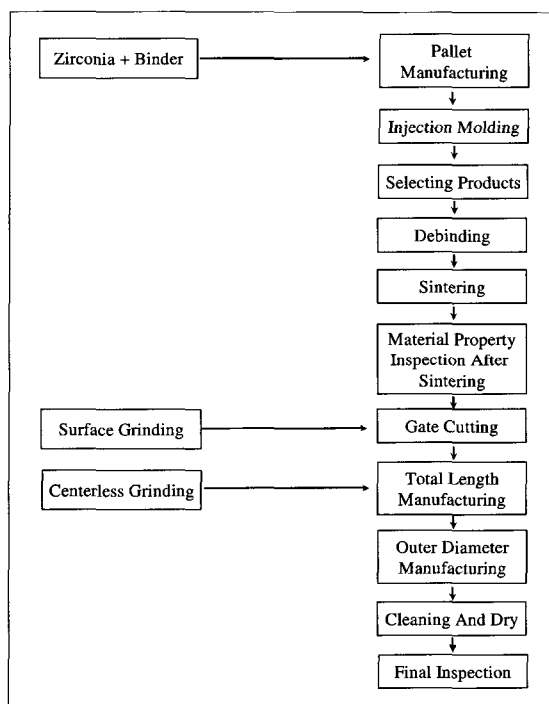 Zirconia + Binder
Pallet
Manufacturing
Injection Molding
Selecting Products
Debinding
Sintering
Material Property
Inspection After
Sintering
Surface Grinding
Gate Cutting
Centerless Grinding
Total Length
Manufacturing
Outer Diameter
Manufacturing
Cleaning And Dry
Final Inspection